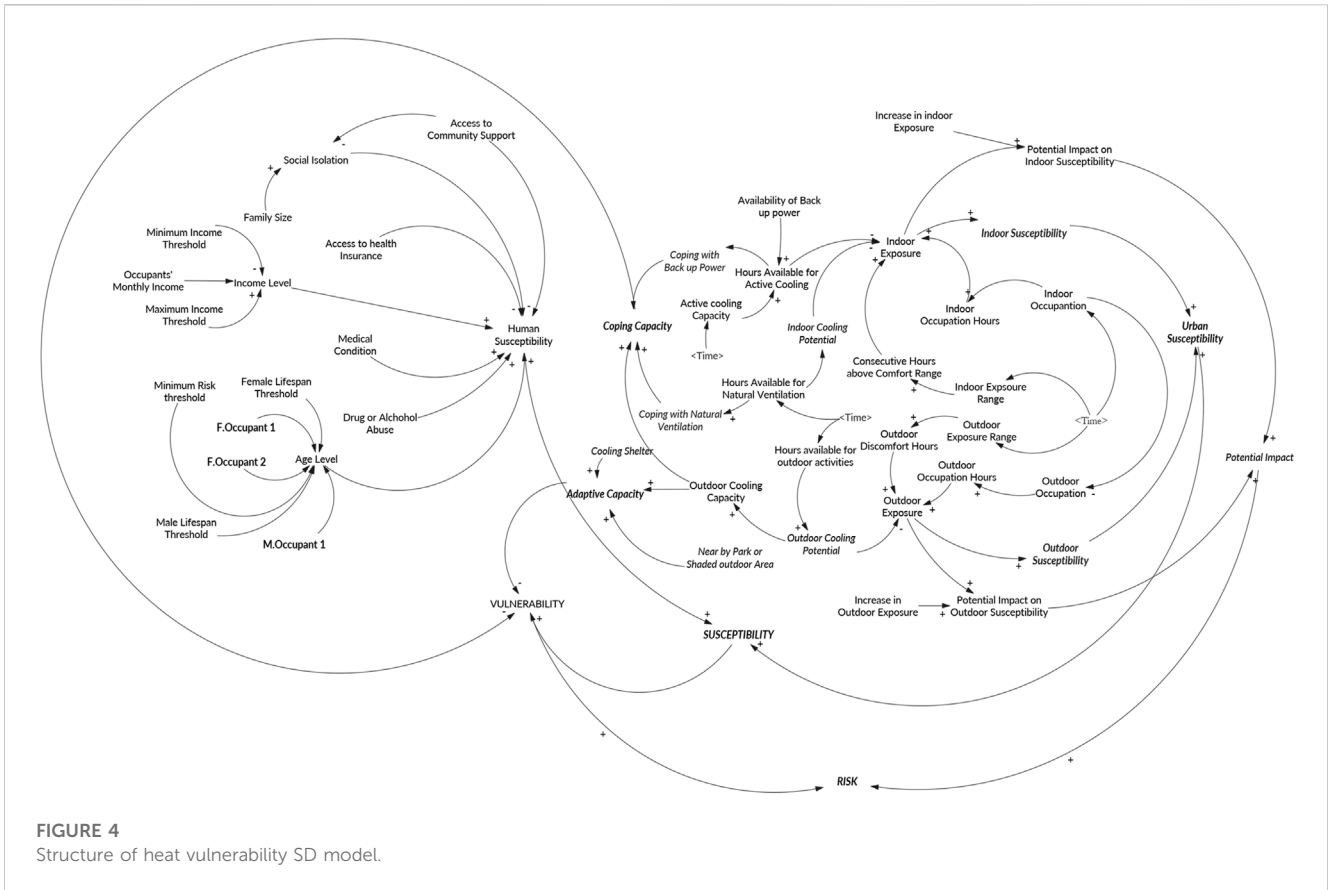 Increase in indoor
Exposure
Access to
Community Support
Potential Impact on
Indoor Susceptibility
Social Isolation
Family Size
Availability of Back
up power
Minimum Income
Threshold
Access to health
Insurance
Coping with
Back up Power
Indoor
Exposure
Indoor Susceptibility
Occupants'
Monthly Income
Income Level
Hours Available for
Active Cooling
Maximum Income
Threshold
Active cooling
Capacity
Indoor
Occupation Hours
Indoor
Occupantion
Human
Susceptibility
Coping Capacity
Indoor Cooling
Potential
Urban
Susceptibility
Medical
Condition
<Time>
Consecutive Hours
above Comfort Range
Minimum Risk
threshold
Female Lifespan
Threshold
Hours Available for
Natural Ventilation
Indoor Expsoure
Range
Drug or Alchohol
Abuse
Coping with Natural
Ventilation
<Time>
<Time>
F.Occupant 1
Outdoor
Discomfort Hours
Outdoor
Exposure Range
F.Occupant 2
Age Level
Cooling Shelter
Hours available for
outdoor activities
Potential Impact
Outdoor
Occupation Hours
Outdoor
Occupation
Adaptive Capacity
Outdoor Cooling
Capacity
Outdoor
Exposure
Male Lifespan
Threshold
M.Occupant 1
Near by Park or
Shaded outdoor Area
Outdoor Cooling
Potential
Outdoor
Susceptibility
VULNERABILITY
Increase in
Outdoor Exposure
Potential Impact on
Outdoor Susceptibility
SUSCEPTIBILITY
RISK
FIGURE 4
Structure of heat vulnerability SD model.